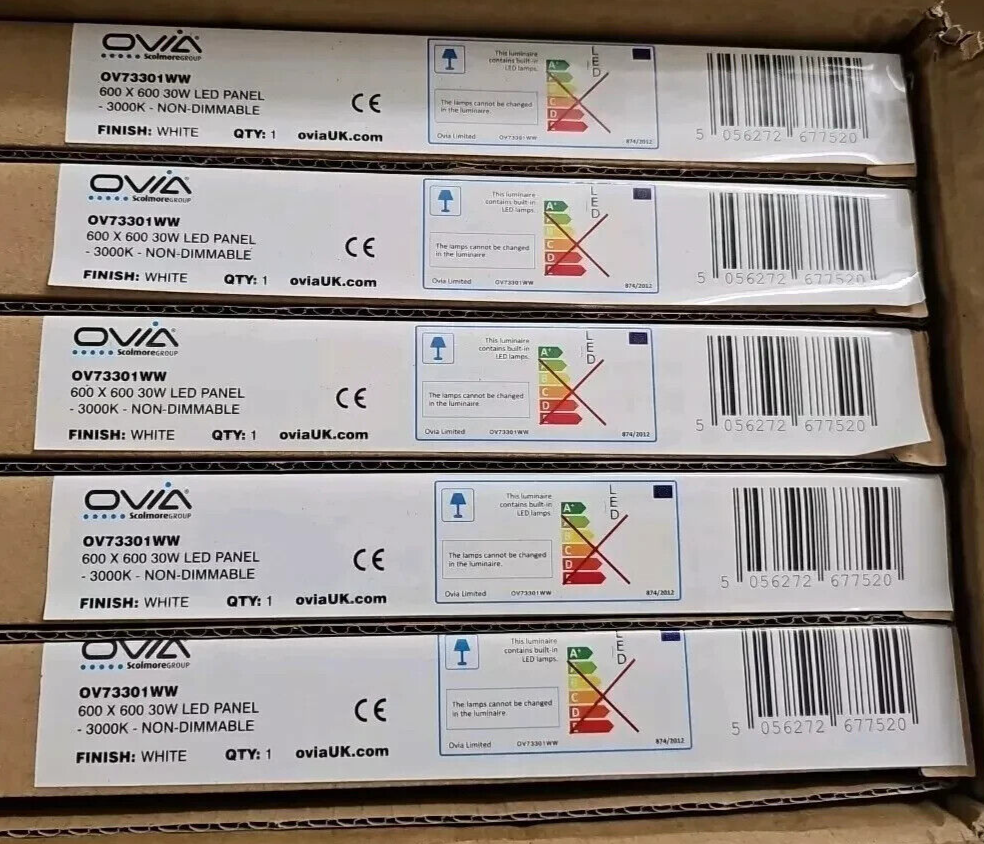 OVIA
ScolmoreGROUP
OV73301WW
600 X 600 30W LED PANEL
- 3000K - NON-DIMMABLE
FINISH: WHITE QTY: 1 oviaUK.com
CE
This luminaire
contains built-in
LED lamps.
The lamps cannot be changed
in the luminaire.
Ovia Limited OV73301WW
A+
C
D
LED
874/2012
5 056272 677520
OVIA
ScolmoreGROUP
OV73301WW
600 X 600 30W LED PANEL
- 3000K - NON-DIMMABLE
FINISH: WHITE QTY: 1 oviaUK.com
CE
This luminaire
contains built-in
LED lamps.
The lamps cannot be changed
in the luminaire.
Ovia Limited OV73301WW
A+
C
D
LED
874/2012
5 056272 677520
OVIA
ScolmoreGROUP
OV73301WW
600 X 600 30W LED PANEL
- 3000K - NON-DIMMABLE
FINISH: WHITE QTY: 1 oviaUK.com
CE
This luminaire
contains built-in
LED lamps.
The lamps cannot be changed
in the luminaire.
Ovia Limited OV73301WW
A+
B
C
D
LED
874/2012
5 056272 677520
OVIA
ScolmoreGROUP
OV73301WW
600 X 600 30W LED PANEL
- 3000K - NON-DIMMABLE
FINISH: WHITE QTY: 1 oviaUK.com
CE
This luminaire
contains built-in
LED lamps.
The lamps cannot be changed
in the luminaire.
Ovia Limited OV73301WW
A+
B
C
D
LED
874/2012
5 056272 677520
OVIA
ScolmoreGROUP
OV73301WW
600 X 600 30W LED PANEL
- 3000K - NON-DIMMABLE
FINISH: WHITE QTY: 1 oviaUK.com
CE
This luminaire
contains built-in
LED lamps.
The lamps cannot be changed
in the luminaire.
Ovia Limited OV73301WW
A+
B
C
D
LED
874/2012
5 056272 677520